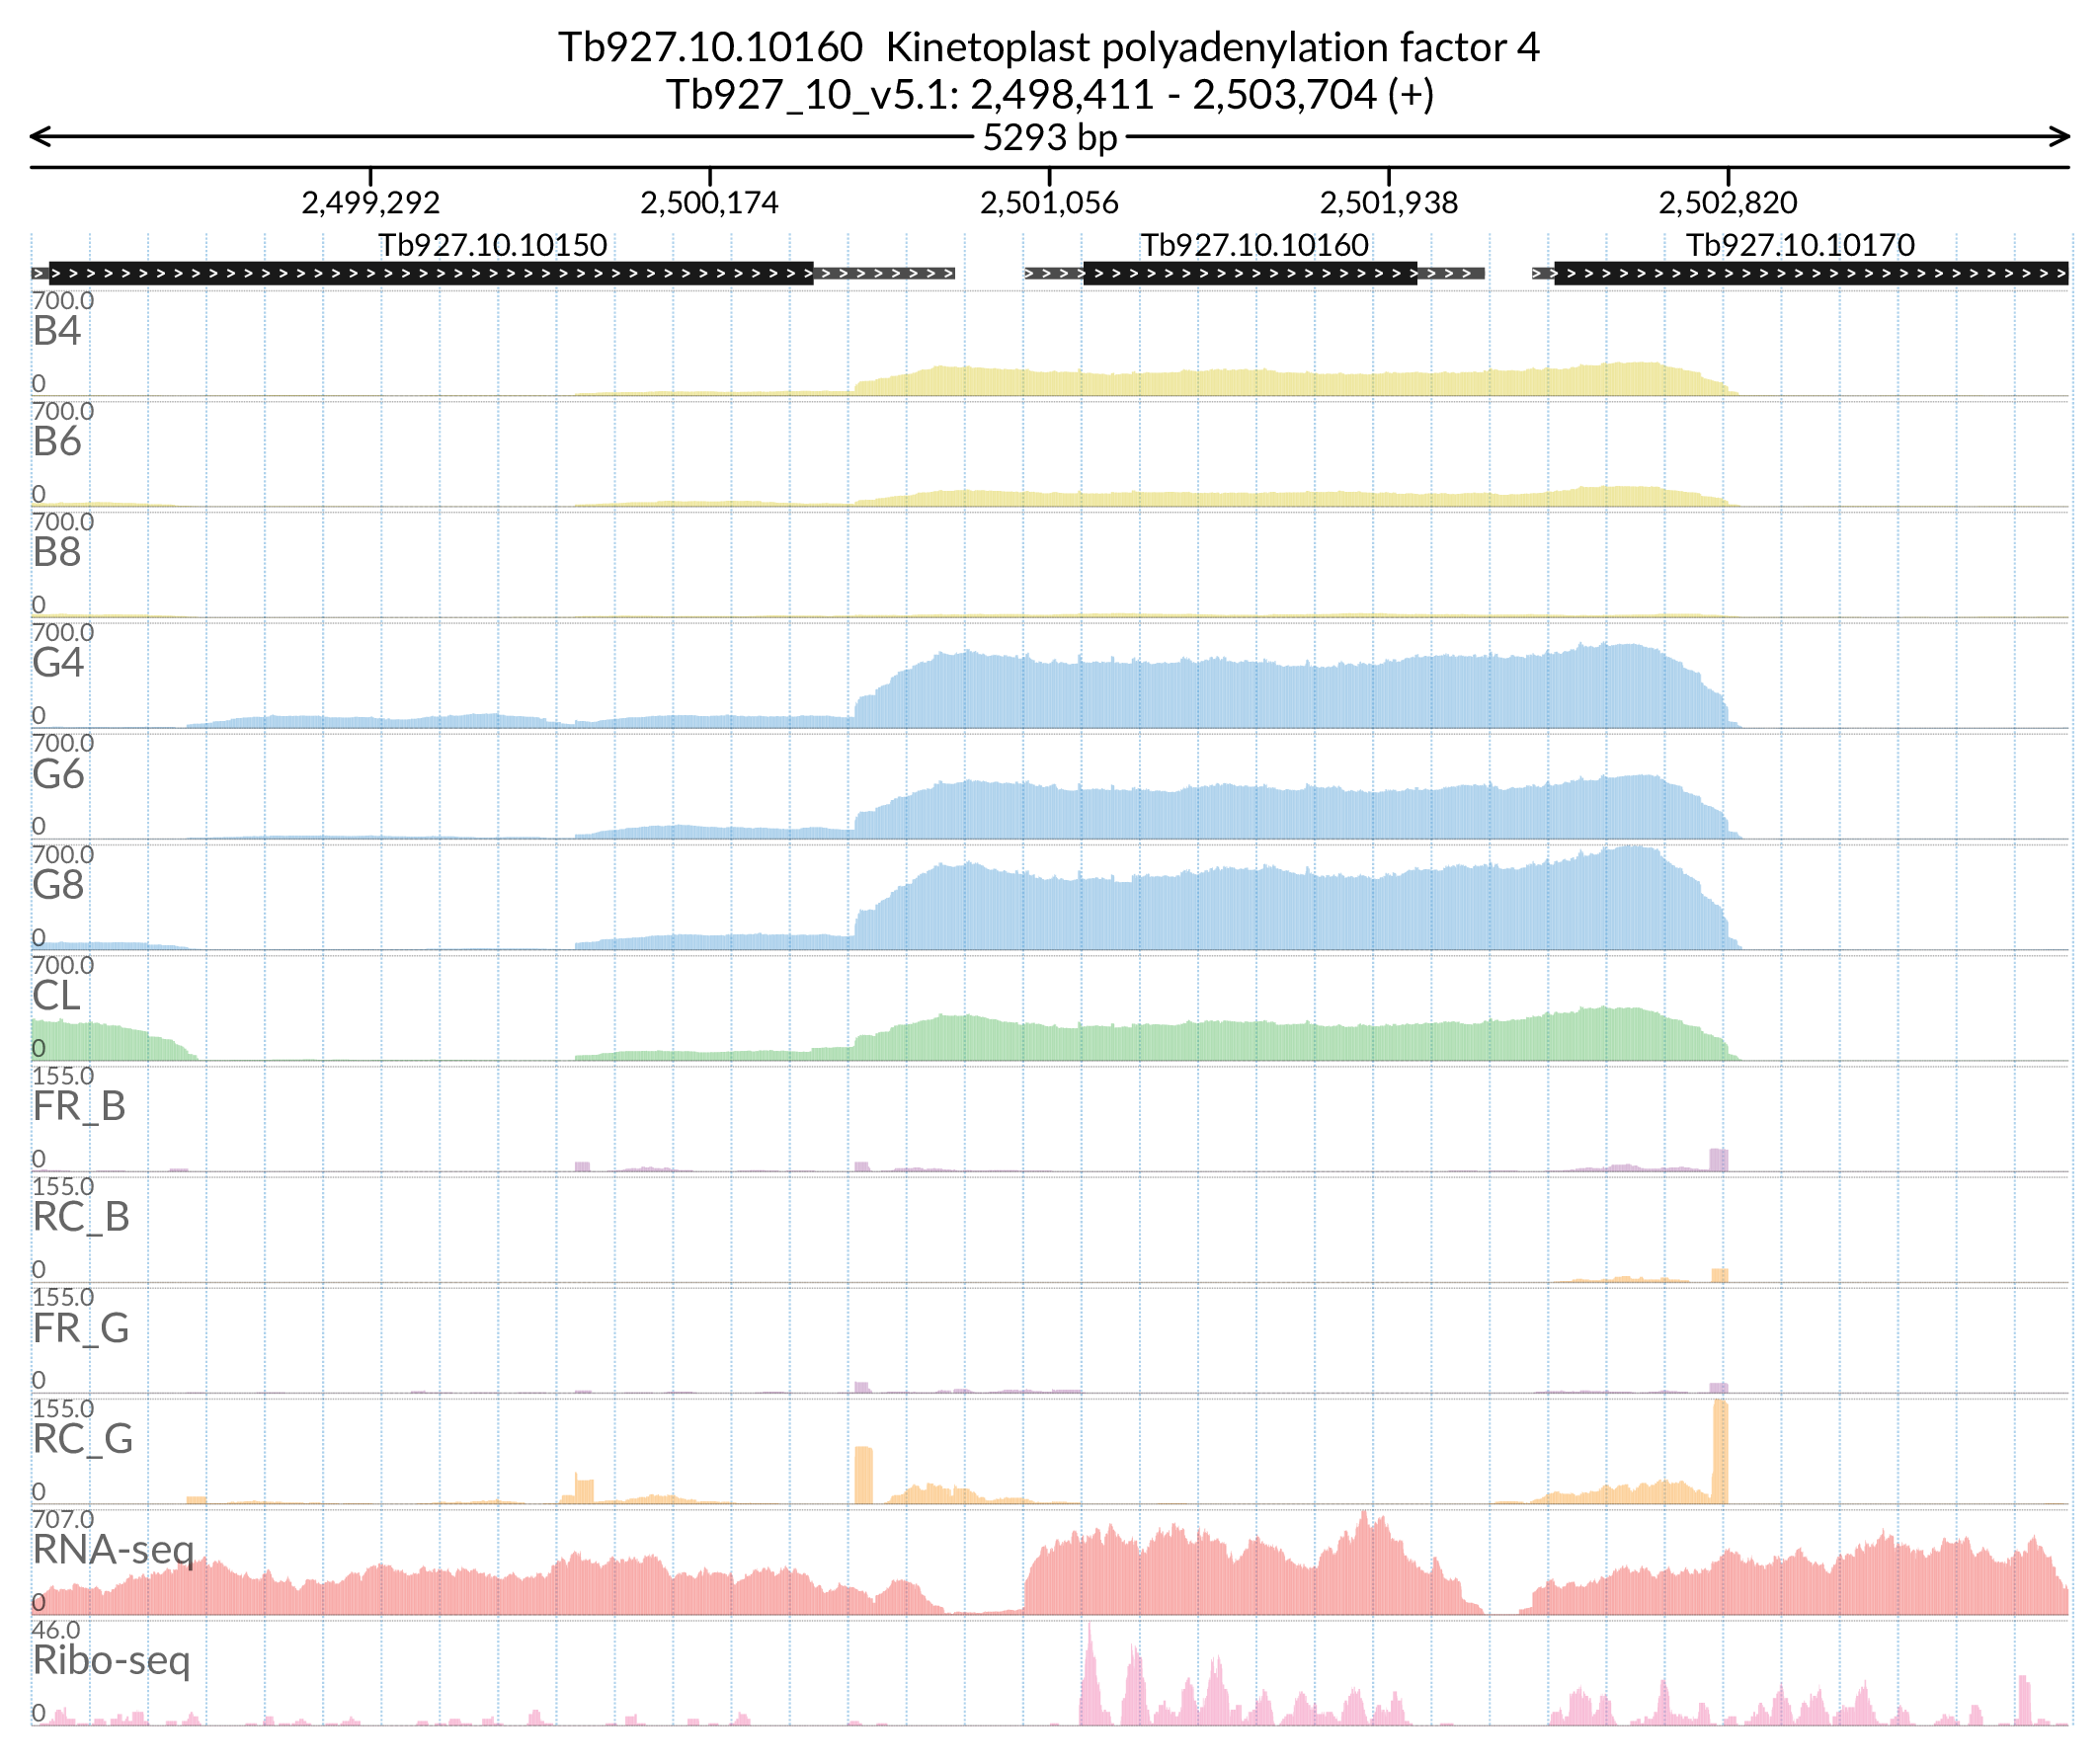 Tb927.10.10160  Kinetoplast polyadenylation factor 4
Tb927_10_v5.1: 2,498,411 - 2,503,704 (+)
5293 bp
2,499,292 2,500,174 2,501,056 2,501,938 2,502,820
Tb927.10.10150 Tb927.10.10160 Tb927.10.10170
700.0
B4
0
700.0
B6
0
700.0
B8
0
700.0
G4
0
700.0
G6
0
700.0
G8
0
700.0
CL
0
155.0
FR_B
0
155.0
RC_B
0
155.0
FR_G
0
155.0
RC_G
0
707.0
RNA-seq
0
46.0
Ribo-seq
0